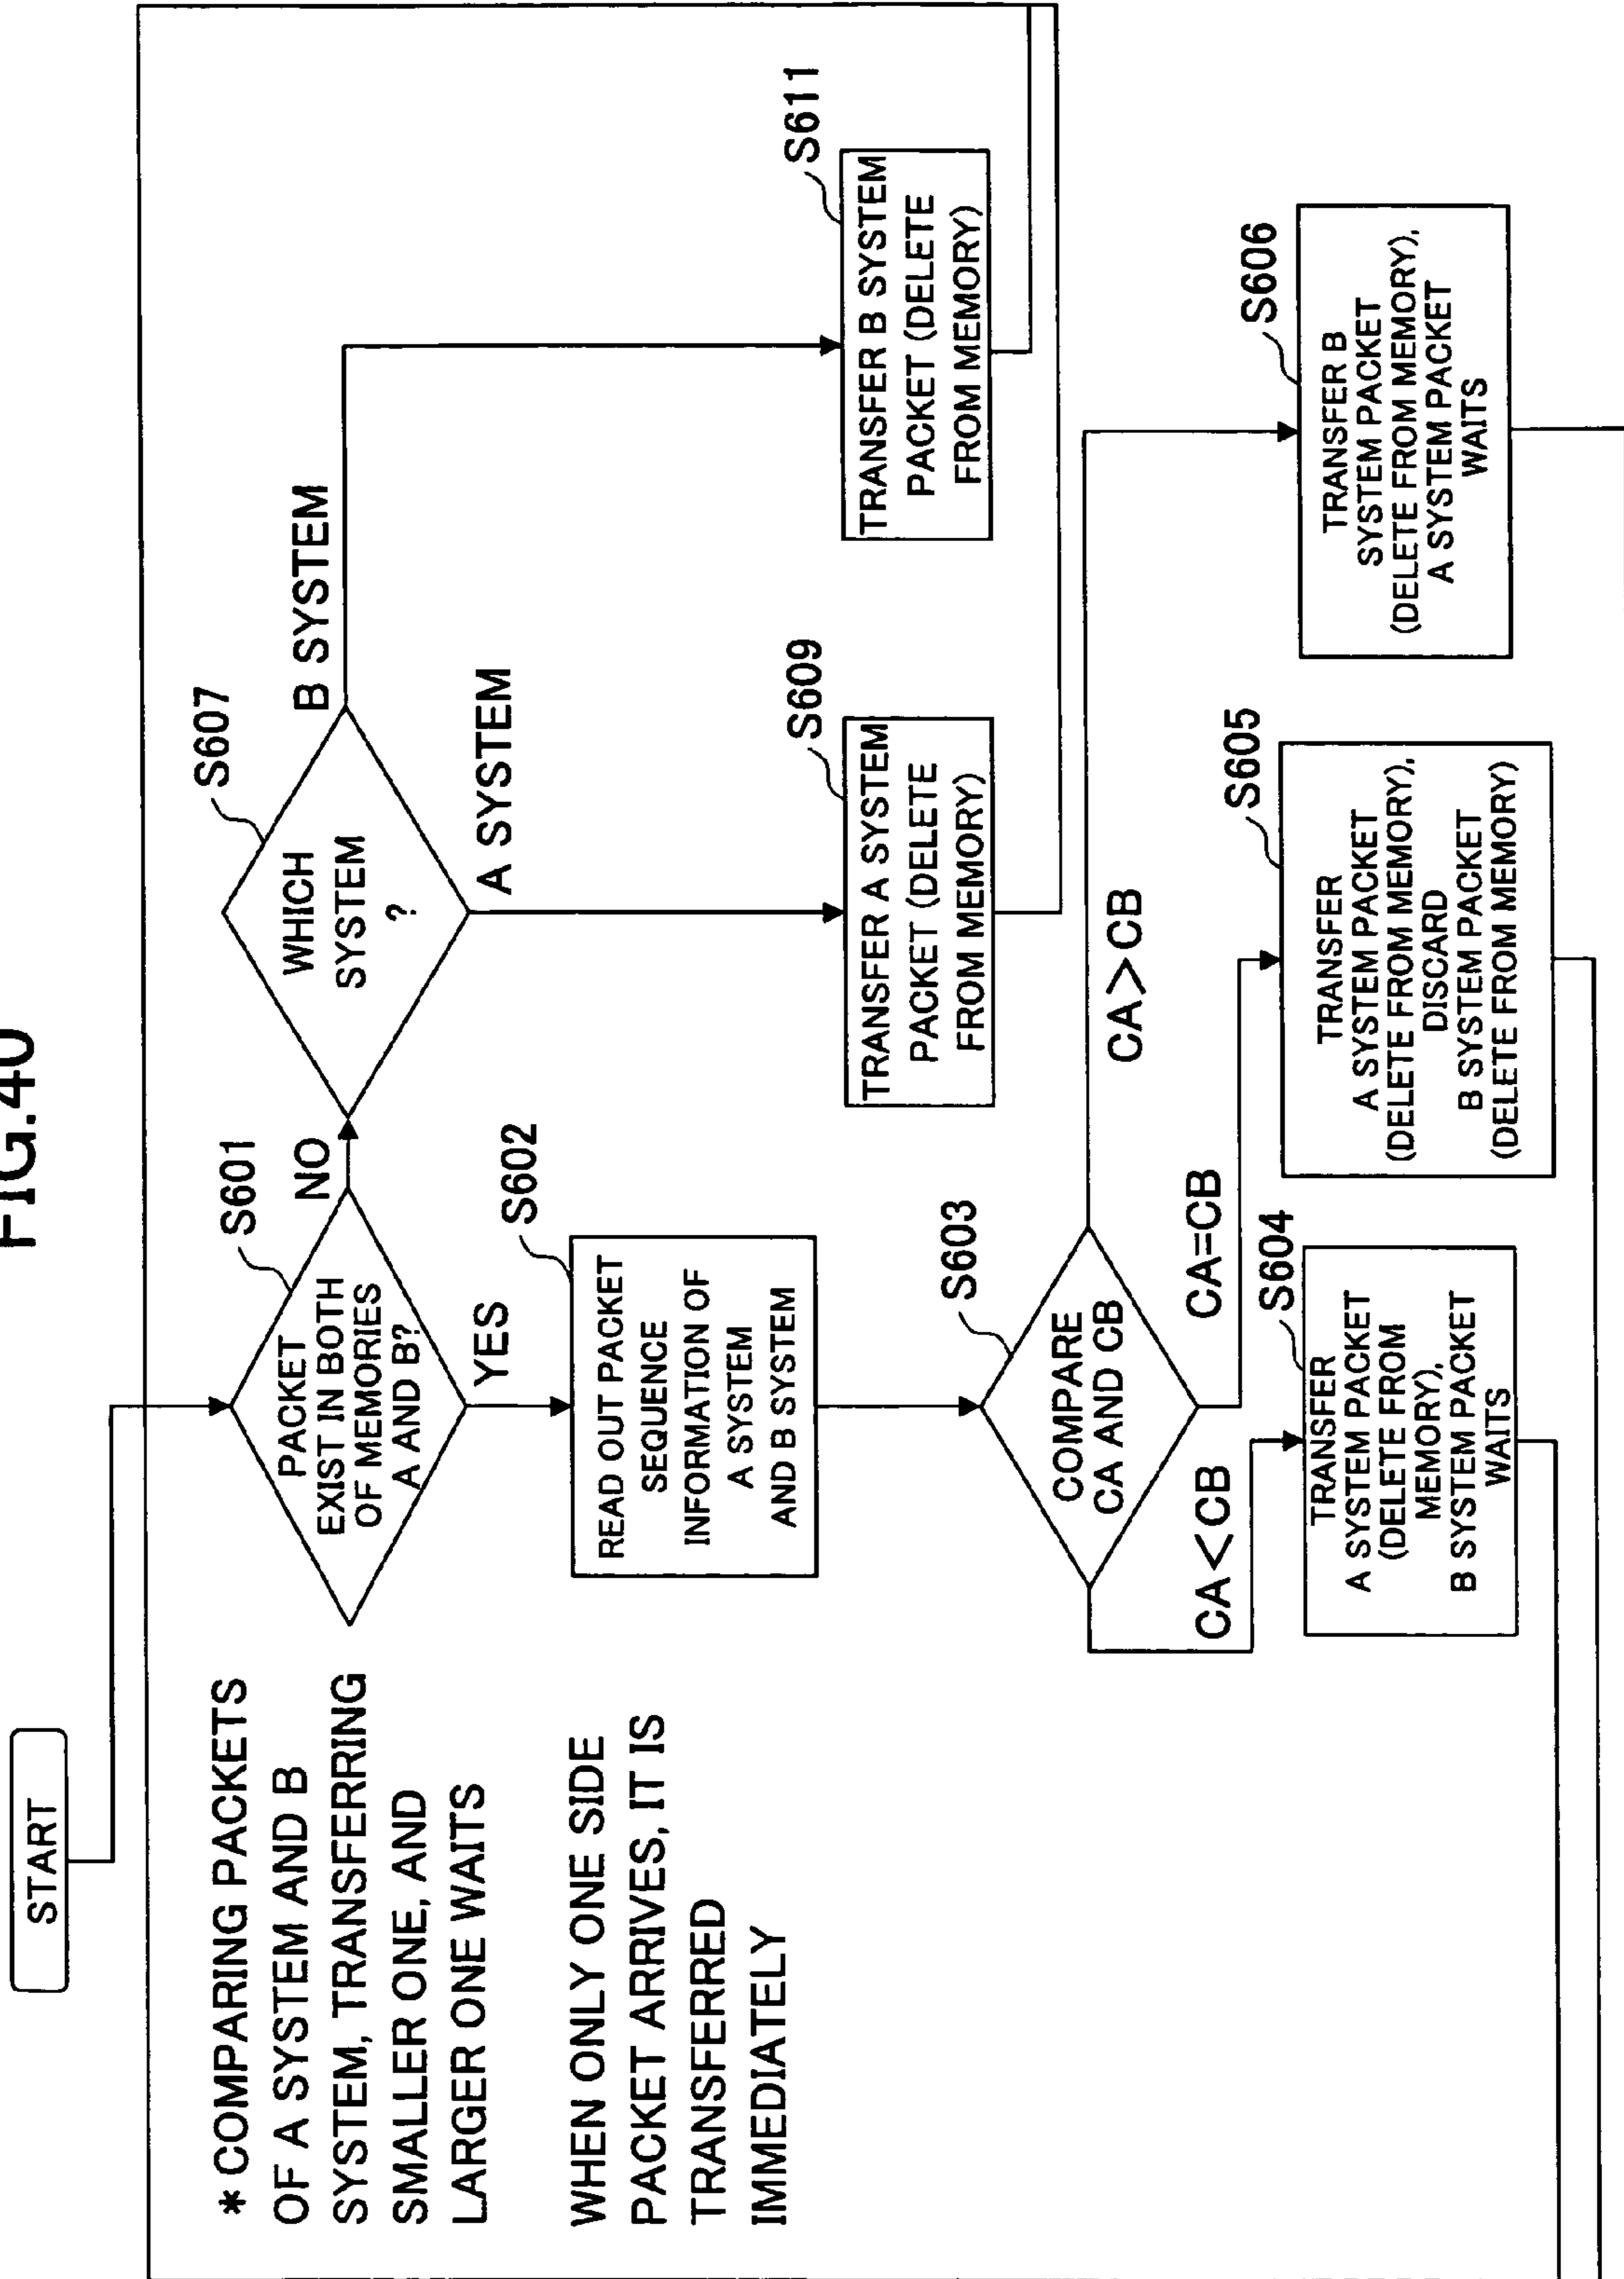 FIG.40
START
* COMPARING PACKETS
OF A SYSTEM AND B
SYSTEM, TRANSFERRING
SMALLER ONE, AND
LARGER ONE WAITS
WHEN ONLY ONE SIDE
PACKET ARRIVES, IT IS
TRANSFERRED
IMMEDIATELY
S601
PACKET
EXIST IN BOTH
OF MEMORIES
A AND B?
NO
YES
S607
WHICH
SYSTEM
?
B SYSTEM
A SYSTEM
S602
READ OUT PACKET
SEQUENCE
INFORMATION OF
A SYSTEM
AND B SYSTEM
S609
TRANSFER A SYSTEM
PACKET (DELETE
FROM MEMORY)
S611
TRANSFER B SYSTEM
PACKET (DELETE
FROM MEMORY)
S603
COMPARE
CA AND CB
CA<CB
CA=CB
CA>CB
S604
TRANSFER
A SYSTEM PACKET
(DELETE FROM
MEMORY),
B SYSTEM PACKET
WAITS
S605
TRANSFER
A SYSTEM PACKET
(DELETE FROM MEMORY),
DISCARD
B SYSTEM PACKET
(DELETE FROM MEMORY)
S606
TRANSFER B
SYSTEM PACKET
(DELETE FROM MEMORY),
A SYSTEM PACKET
WAITS